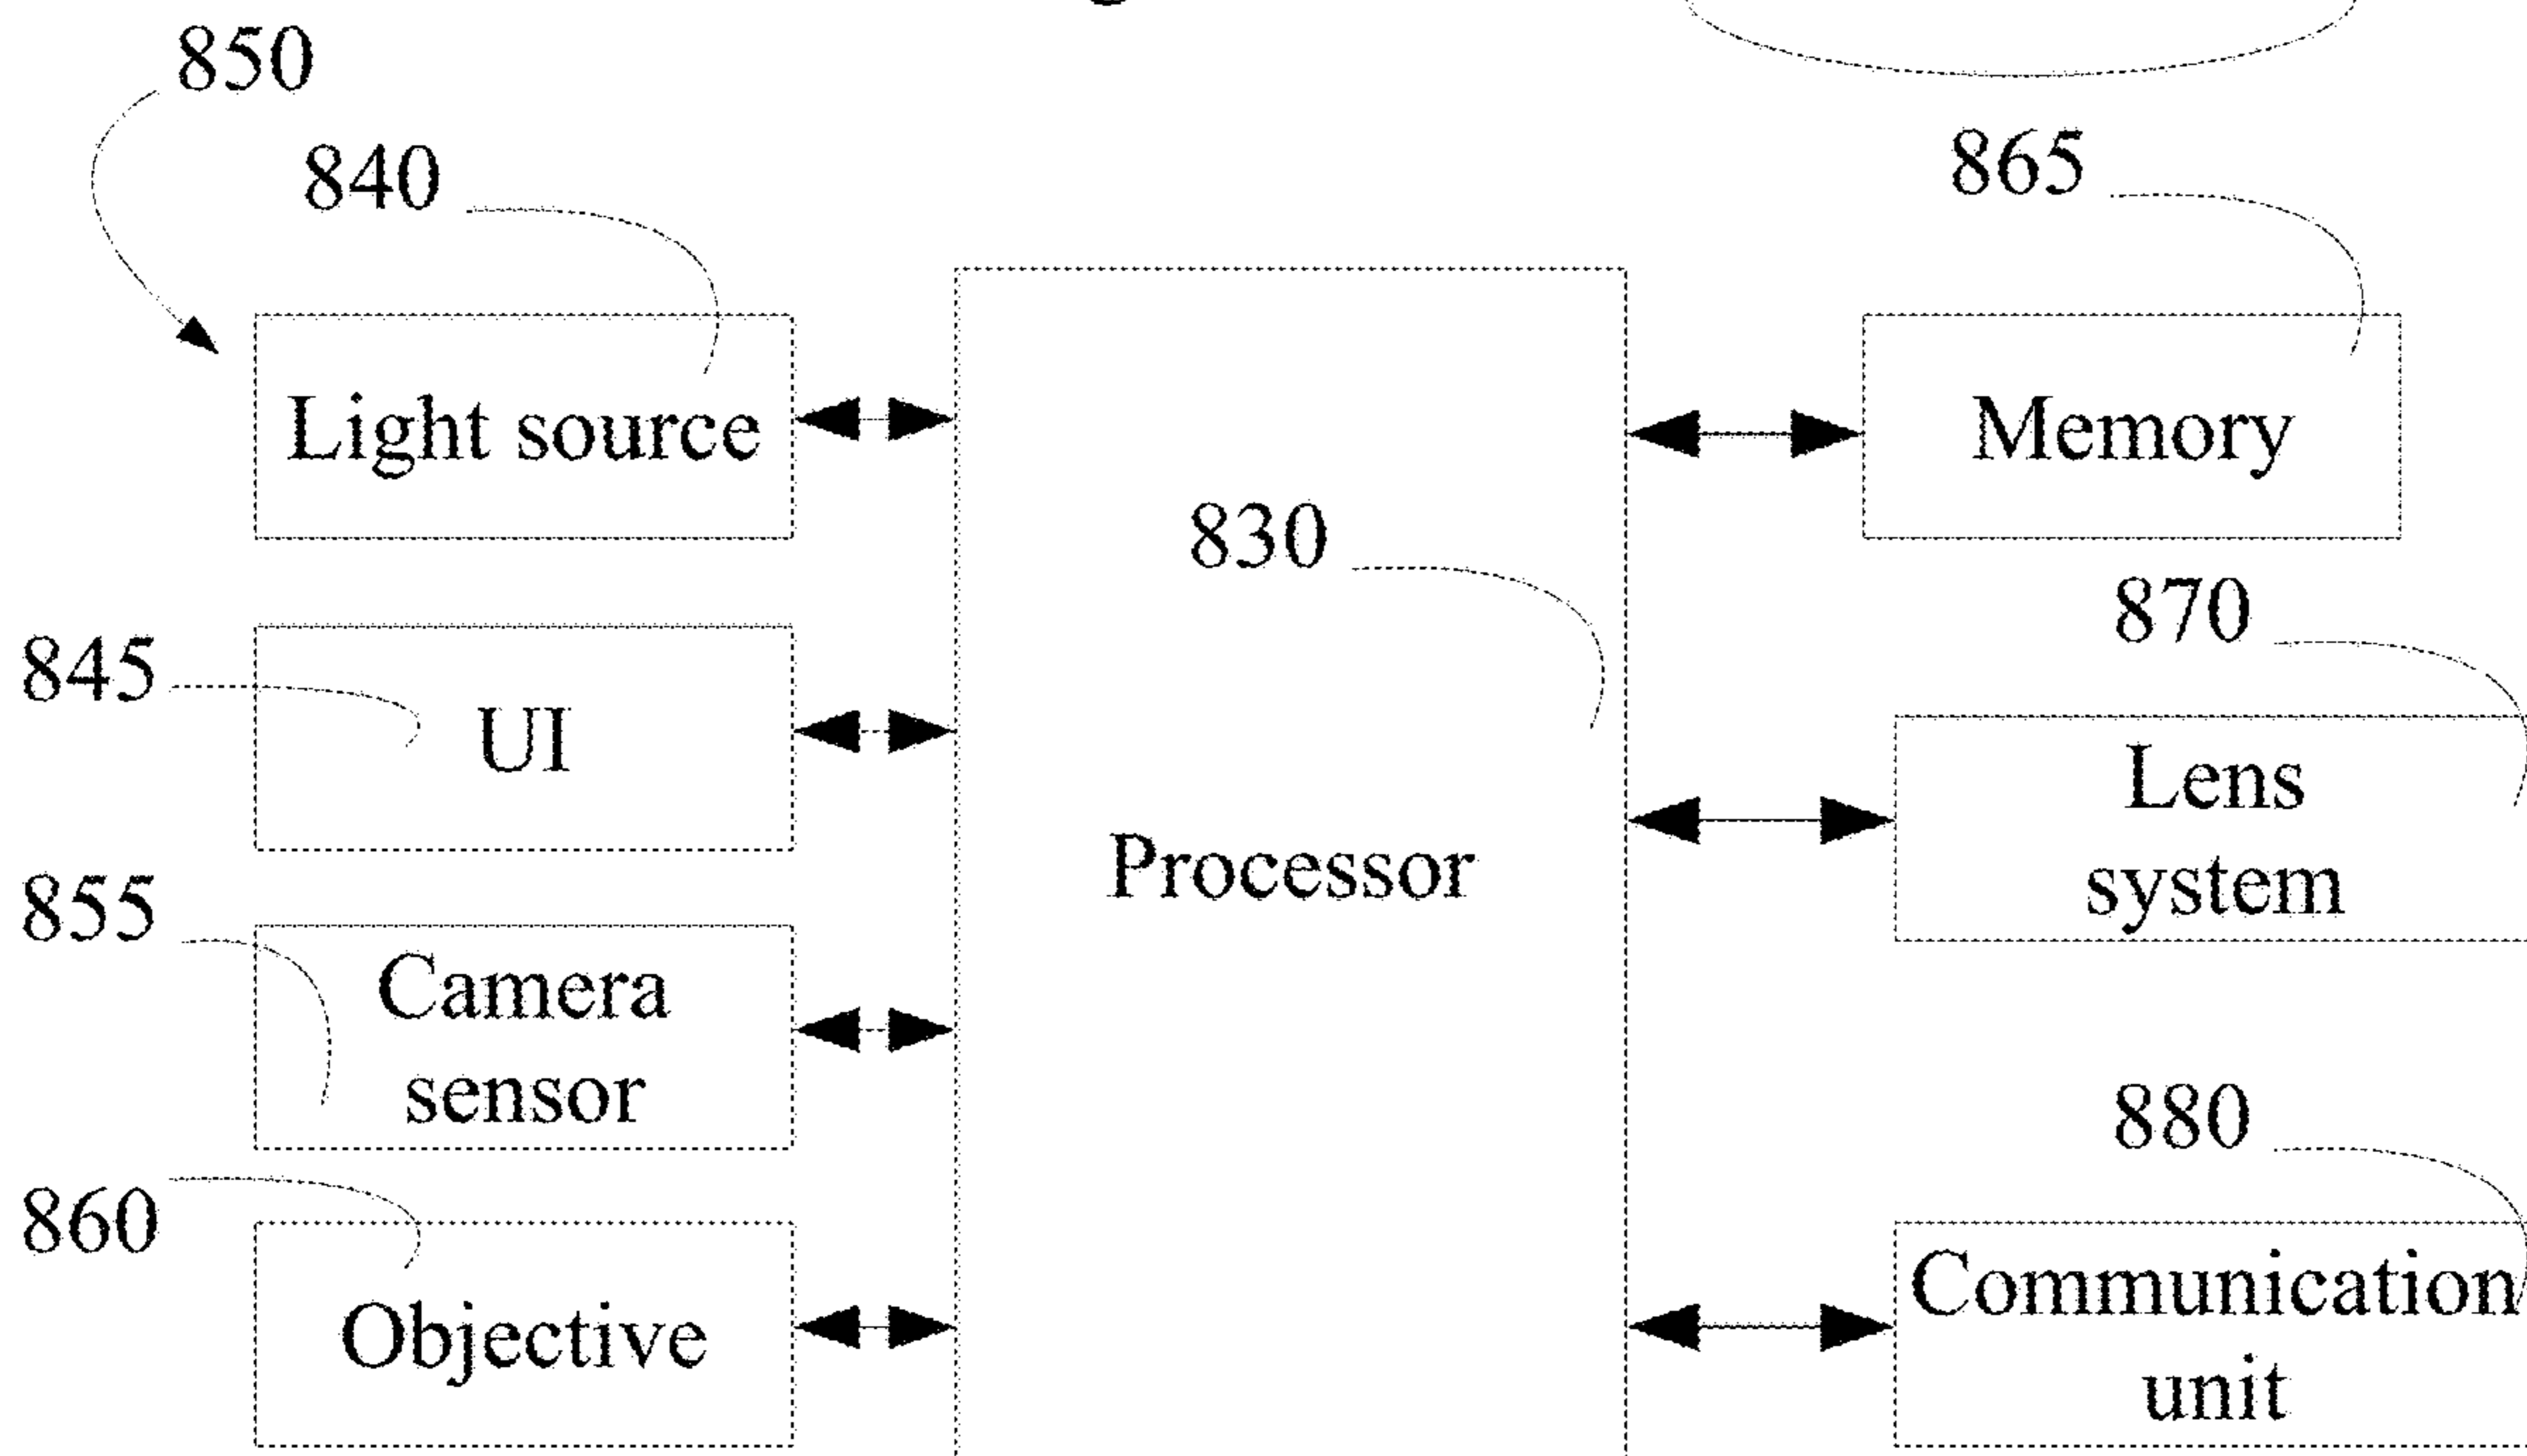 850
840
865
Light source
Memory
830
870
845
UI
Lens
system
Processor
855
Camera
sensor
880
860
Objective
Communication
unit